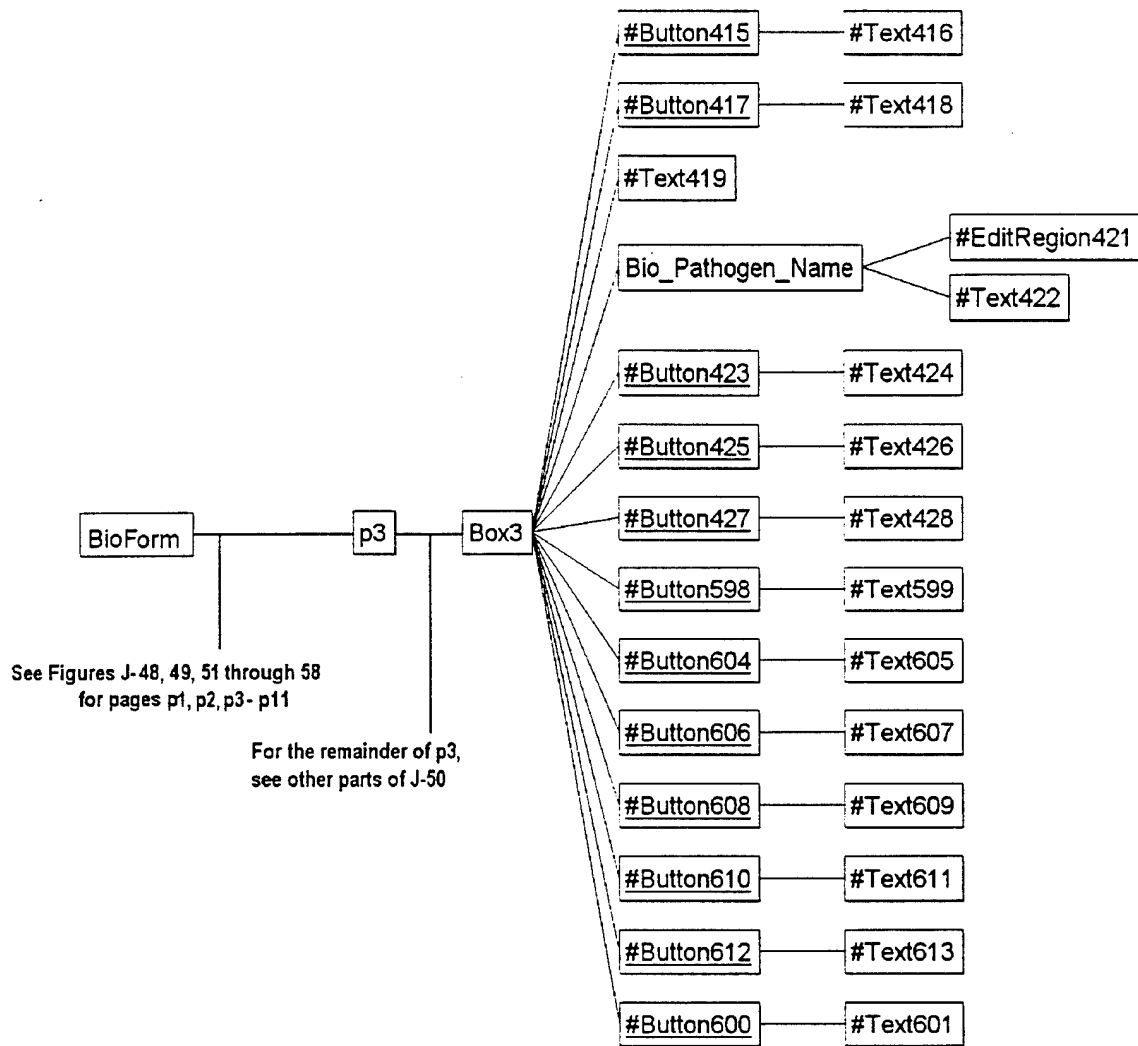 #Button415 #Text416
#Button417 #Text418
#Text419
#EditRegion421
Bio_Pathogen_Name
#Text422
#Button423 #Text424
#Button425 #Text426
#Button427 #Text428
BioForm p3 Box3
#Button598 #Text599
#Button604 #Text605
See Figures J-48, 49, 51 through 58
for pages p1, p2, p3- p11
#Button606 #Text607
For the remainder of p3,
see other parts of J-50
#Button608 #Text609
#Button610 #Text611
#Button612 #Text613
#Button600 #Text601